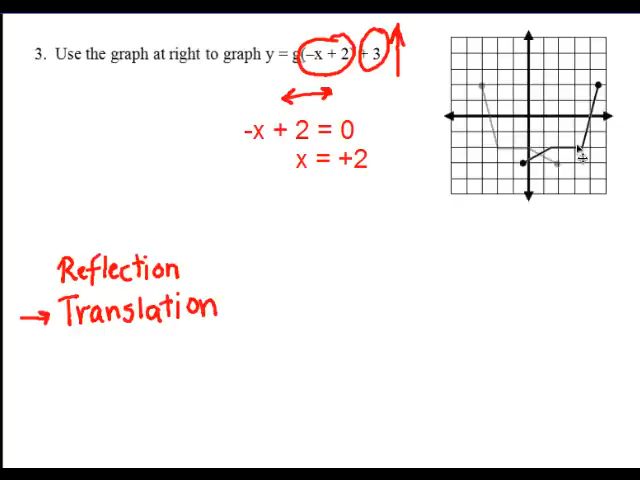 3. Use the graph at right to graph y = g(–x + 2) + 3
-x + 2 = 0
x = +2
Reflection
→ Translation